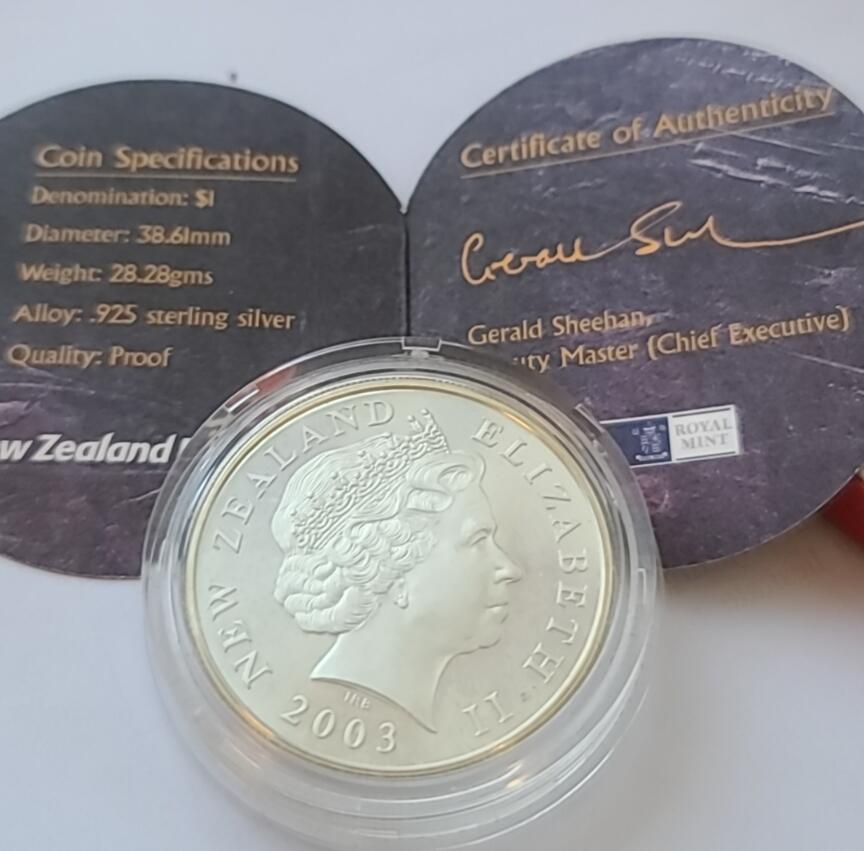 Coin Specifications
Denomination: $1
Diameter: 38.61mm
Weight: 28.28gms
Alloy: .925 sterling silver
Quality: Proof
w Zealand
Certificate of Authenticity
Gerald Sheehan,
uty Master (Chief Executive)
ROYAL
MINT
NEW ZEALAND ELIZABETH II
IRB
2003